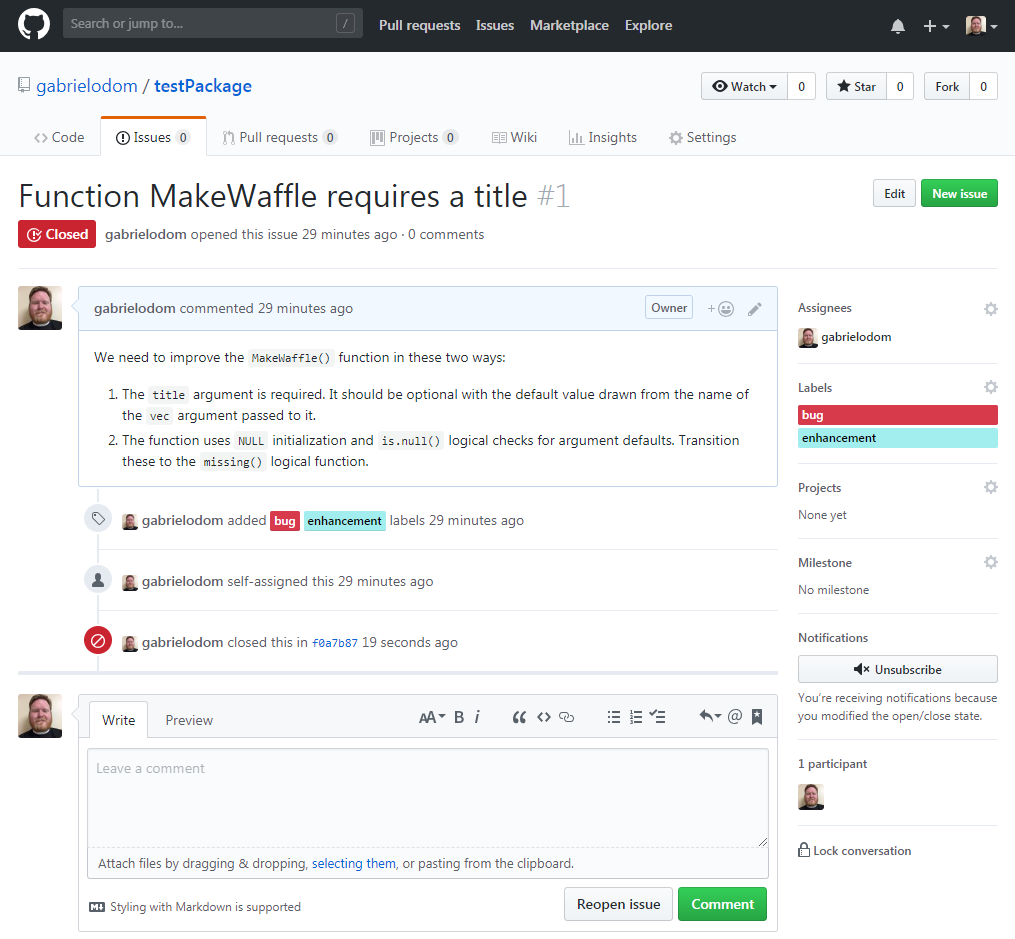 Search or jump to... / Pull requests Issues Marketplace Explore
gabrielodom / testPackage Watch 0 Star 0 Fork 0
Code Issues 0 Pull requests 0 Projects 0 Wiki Insights Settings
Function MakeWaffle requires a title #1 Edit New issue
Closed gabrielodom opened this issue 29 minutes ago · 0 comments
gabrielodom commented 29 minutes ago Owner
We need to improve the MakeWaffle() function in these two ways:
1. The title argument is required. It should be optional with the default value drawn from the name of
the vec argument passed to it.
2. The function uses NULL initialization and is.null() logical checks for argument defaults. Transition
these to the missing() logical function.
gabrielodom added bug enhancement labels 29 minutes ago
gabrielodom self-assigned this 29 minutes ago
gabrielodom closed this in f0a7b87 19 seconds ago
Write Preview AA B i
Leave a comment
Attach files by dragging & dropping, selecting them, or pasting from the clipboard.
Styling with Markdown is supported Reopen issue Comment
Assignees
gabrielodom
Labels
bug
enhancement
Projects
None yet
Milestone
No milestone
Notifications
Unsubscribe
You're receiving notifications because
you modified the open/close state.
1 participant
Lock conversation